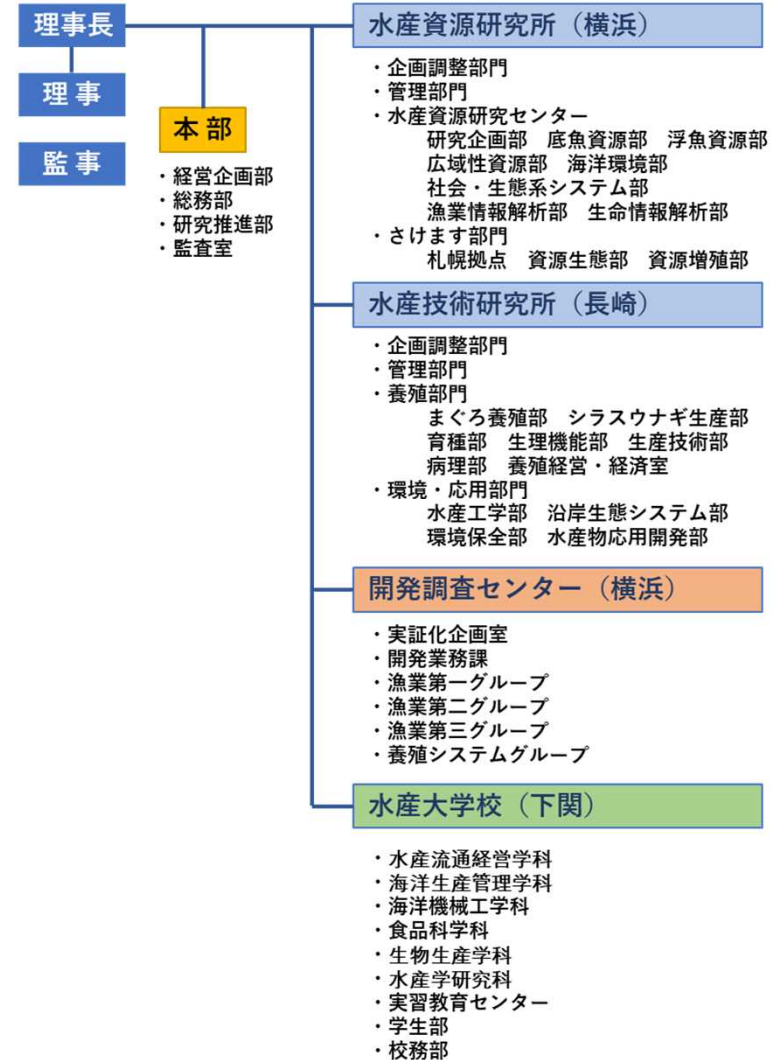 理事長
理 事
監 事
本 部
・経営企画部
・総務部
・研究推進部
・監査室
水産資源研究所（横浜）
・企画調整部門
・管理部門
・水産資源研究センター
研究企画部　底魚資源部　浮魚資源部
広域性資源部　海洋環境部
社会・生態系システム部
漁業情報解析部　生命情報解析部
・さけます部門
札幌拠点　資源生態部　資源増殖部
水産技術研究所（長崎）
・企画調整部門
・管理部門
・養殖部門
まぐろ養殖部　シラスウナギ生産部
育種部　生理機能部　生産技術部
病理部　養殖経営・経済室
・環境・応用部門
水産工学部　沿岸生態システム部
環境保全部　水産物応用開発部
開発調査センター（横浜）
・実証化企画室
・開発業務課
・漁業第一グループ
・漁業第二グループ
・漁業第三グループ
・養殖システムグループ
水産大学校（下関）
・水産流通経営学科
・海洋生産管理学科
・海洋機械工学科
・食品科学科
・生物生産学科
・水産学研究科
・実習教育センター
・学生部
・校務部